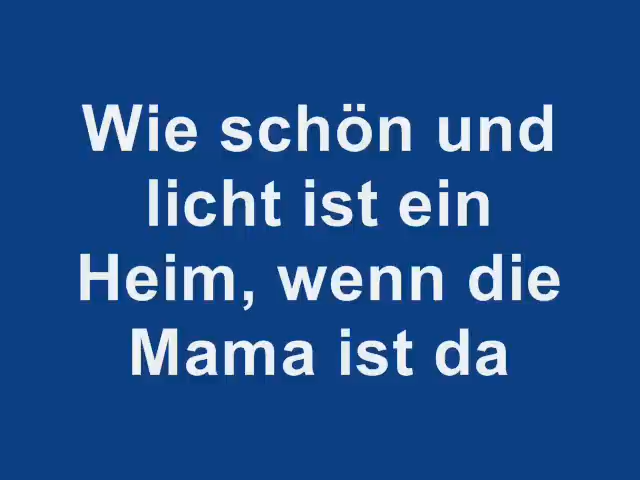 Wie schön und
licht ist ein
Heim, wenn die
Mama ist da